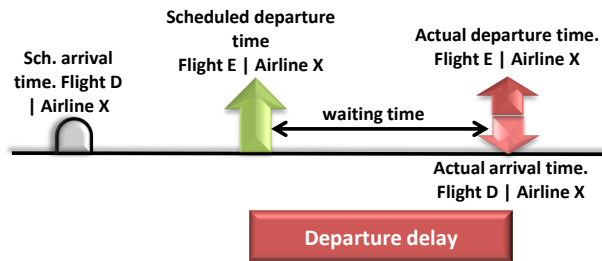 Sch. arrival
time. Flight D
| Airline X
Scheduled departure
time
Flight E | Airline X
Actual departure time.
Flight E | Airline X
waiting time
Actual arrival time.
Flight D | Airline X
Departure delay